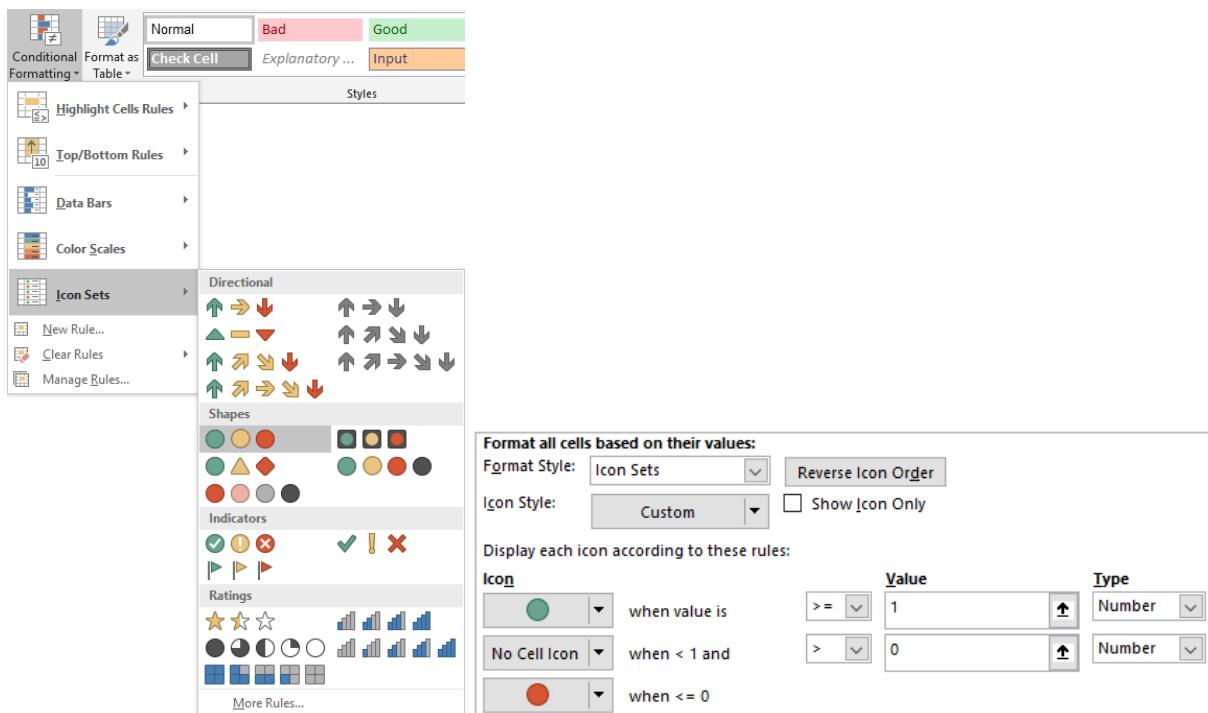 Normal
Bad
Good
Conditional Formatting
Format as Table
Check Cell
Explanatory ...
Input
Styles
Highlight Cells Rules
Top/Bottom Rules
10
Data Bars
Color Scales
Icon Sets
New Rule...
Clear Rules
Manage Rules...
Directional
Shapes
Indicators
Ratings
More Rules...
Format all cells based on their values:
Format Style: Icon Sets Reverse Icon Order
Icon Style: Custom Show Icon Only
Display each icon according to these rules:
Icon Value Type
when value is >= 1 Number
No Cell Icon when < 1 and > 0 Number
when <= 0